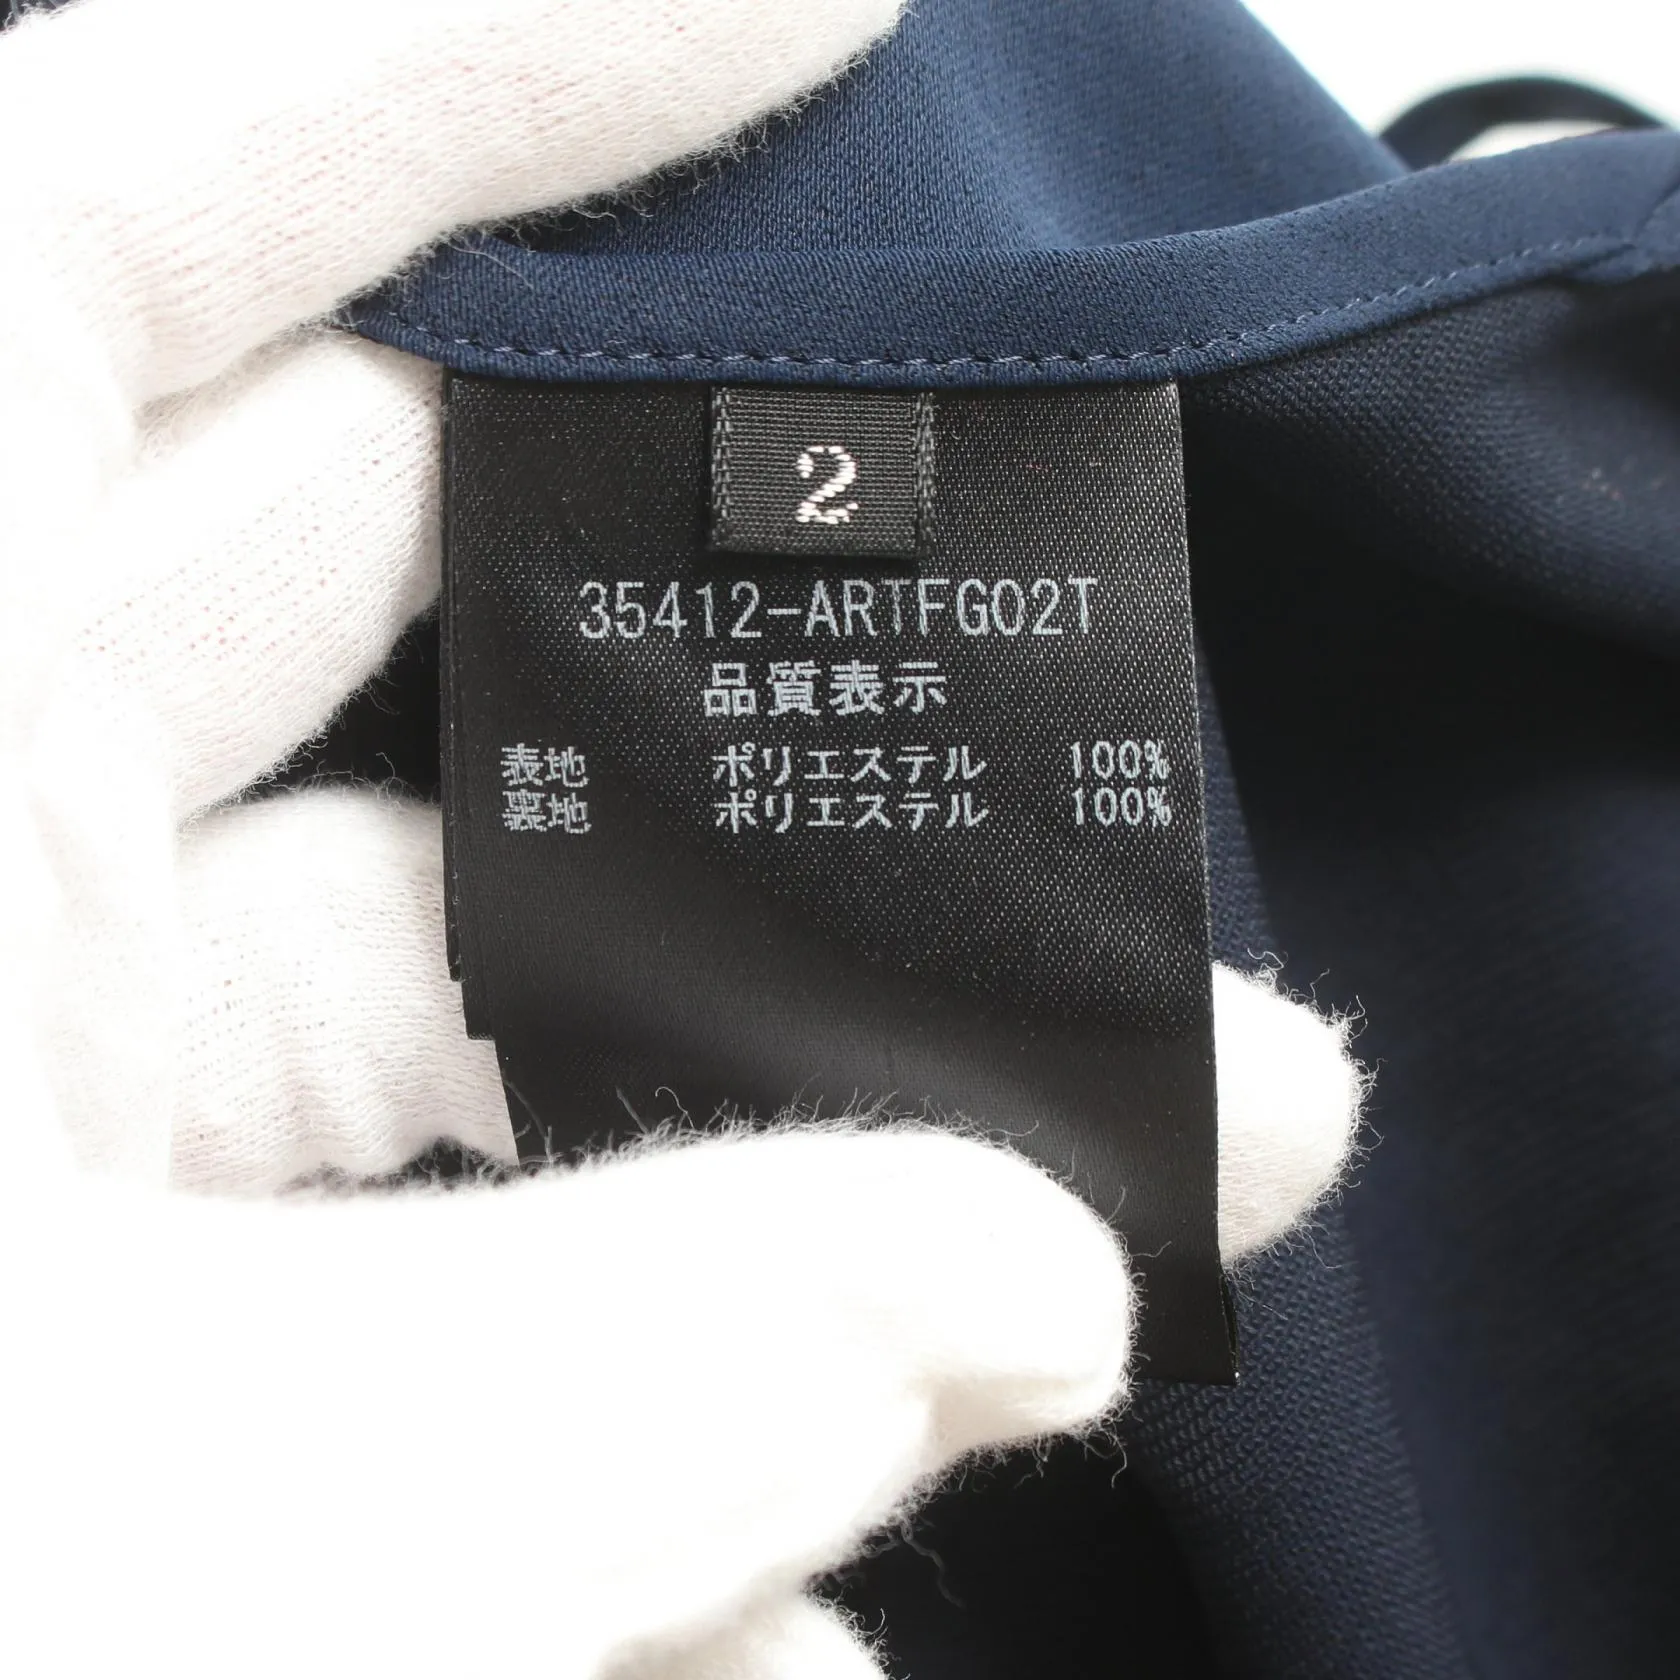 2
35412-ARTFG02T
品質表示
表地 ポリエステル 100%
裏地 ポリエステル 100%